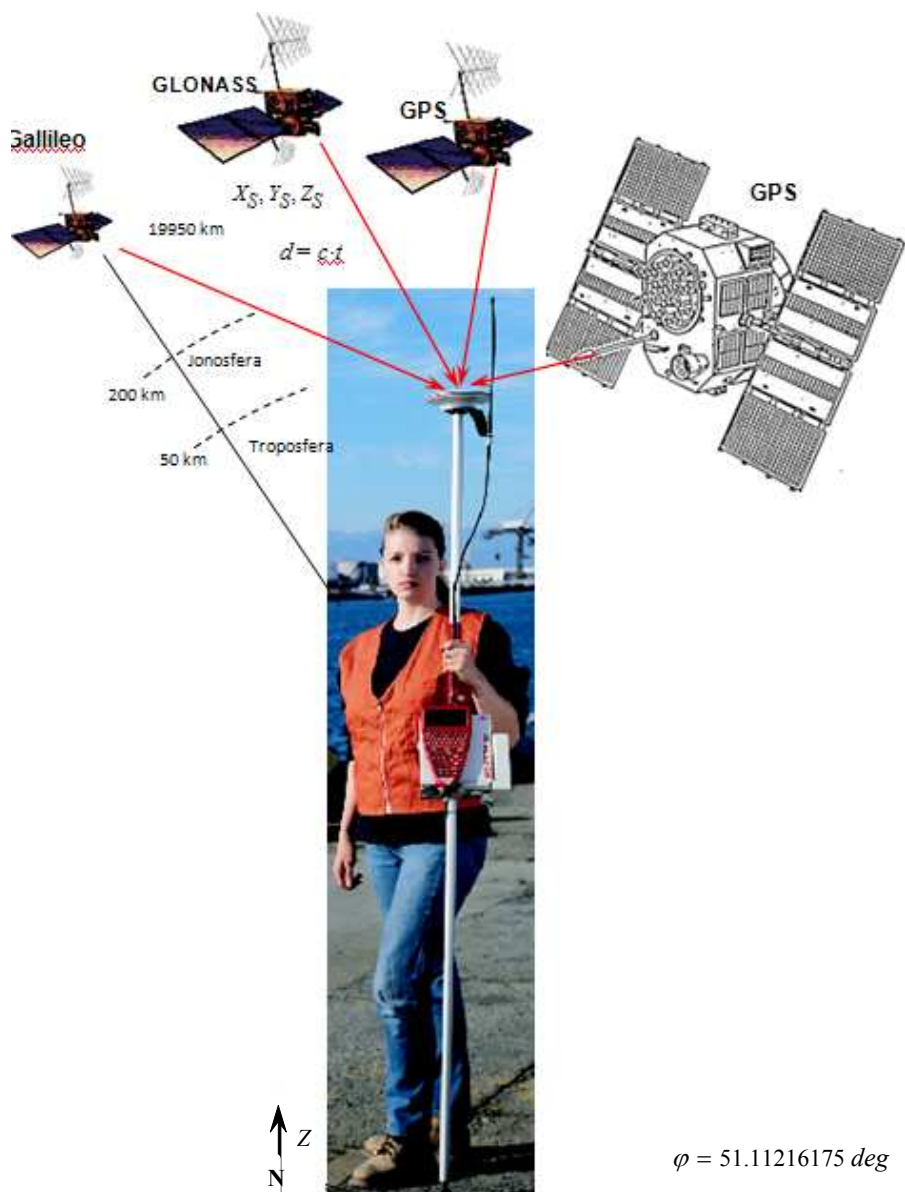 GLONASS
GPS
Gallileo
GPS
X_S, Y_S, Z_S
19950 km
d = c·t
Jonosfera
200 km
Troposfera
50 km
Z
N
φ = 51.11216175 deg